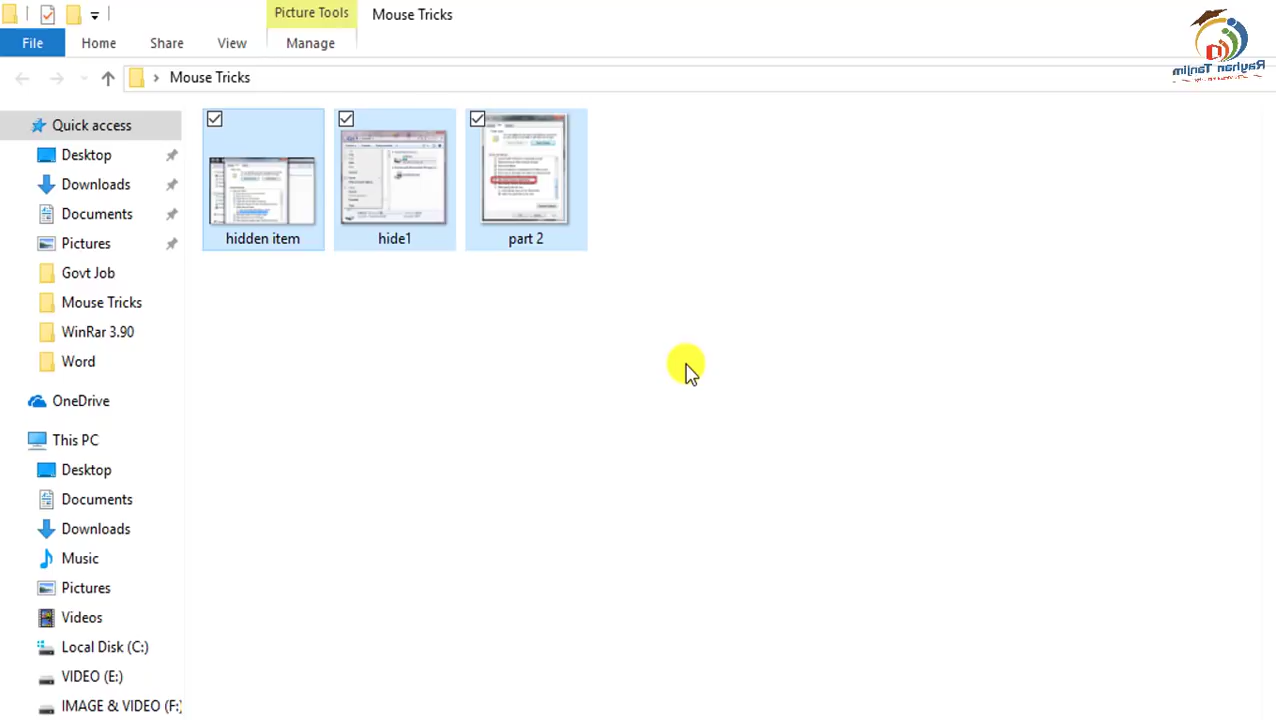 Picture Tools
Mouse Tricks
File
Home
Share
View
Manage
Mouse Tricks
Quick access
Desktop
Downloads
Documents
Pictures
Govt Job
Mouse Tricks
WinRar 3.90
Word
OneDrive
This PC
Desktop
Documents
Downloads
Music
Pictures
Videos
Local Disk (C:)
VIDEO (E:)
IMAGE & VIDEO (F:)
hidden item
hide1
part 2
Rayhan Tanjim